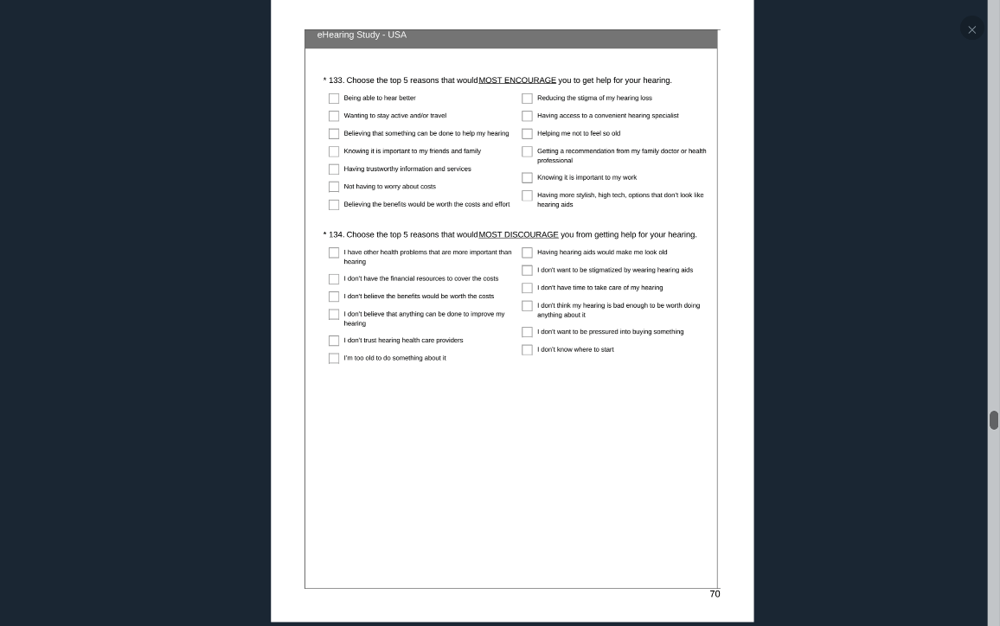 eHearing Study - USA
* 133. Choose the top 5 reasons that would MOST ENCOURAGE you to get help for your hearing.
Being able to hear better
Wanting to stay active and/or travel
Believing that something can be done to help my hearing
Knowing it is important to my friends and family
Having trustworthy information and services
Not having to worry about costs
Believing the benefits would be worth the costs and effort
Reducing the stigma of my hearing loss
Having access to a convenient hearing specialist
Helping me not to feel so old
Getting a recommendation from my family doctor or health
professional
Knowing it is important to my work
Having more stylish, high tech, options that don't look like
hearing aids
* 134. Choose the top 5 reasons that would MOST DISCOURAGE you from getting help for your hearing.
I have other health problems that are more important than
hearing
I don't have the financial resources to cover the costs
I don't believe the benefits would be worth the costs
I don't believe that anything can be done to improve my
hearing
I don't trust hearing health care providers
I'm too old to do something about it
Having hearing aids would make me look old
I don't want to be stigmatized by wearing hearing aids
I don't have time to take care of my hearing
I don't think my hearing is bad enough to be worth doing
anything about it
I don't want to be pressured into buying something
I don't know where to start
70